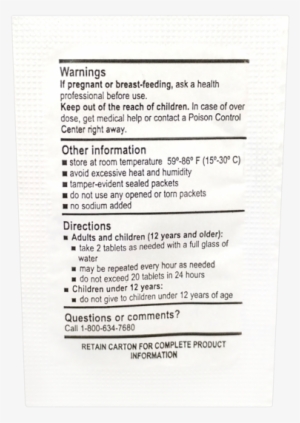 Warnings
If pregnant or breast-feeding, ask a health
professional before use.
Keep out of the reach of children. In case of over
dose, get medical help or contact a Poison Control
Center right away.
Other information
■ store at room temperature 59º-86º F (15º-30º C)
■ avoid excessive heat and humidity
■ tamper-evident sealed packets
■ do not use any opened or torn packets
■ no sodium added
Directions
■ Adults and children (12 years and older):
■ take 2 tablets as needed with a full glass of
water
■ may be repeated every hour as needed
■ do not exceed 20 tablets in 24 hours
■ Children under 12 years:
■ do not give to children under 12 years of age
Questions or comments?
Call 1-800-634-7680
RETAIN CARTON FOR COMPLETE PRODUCT
INFORMATION